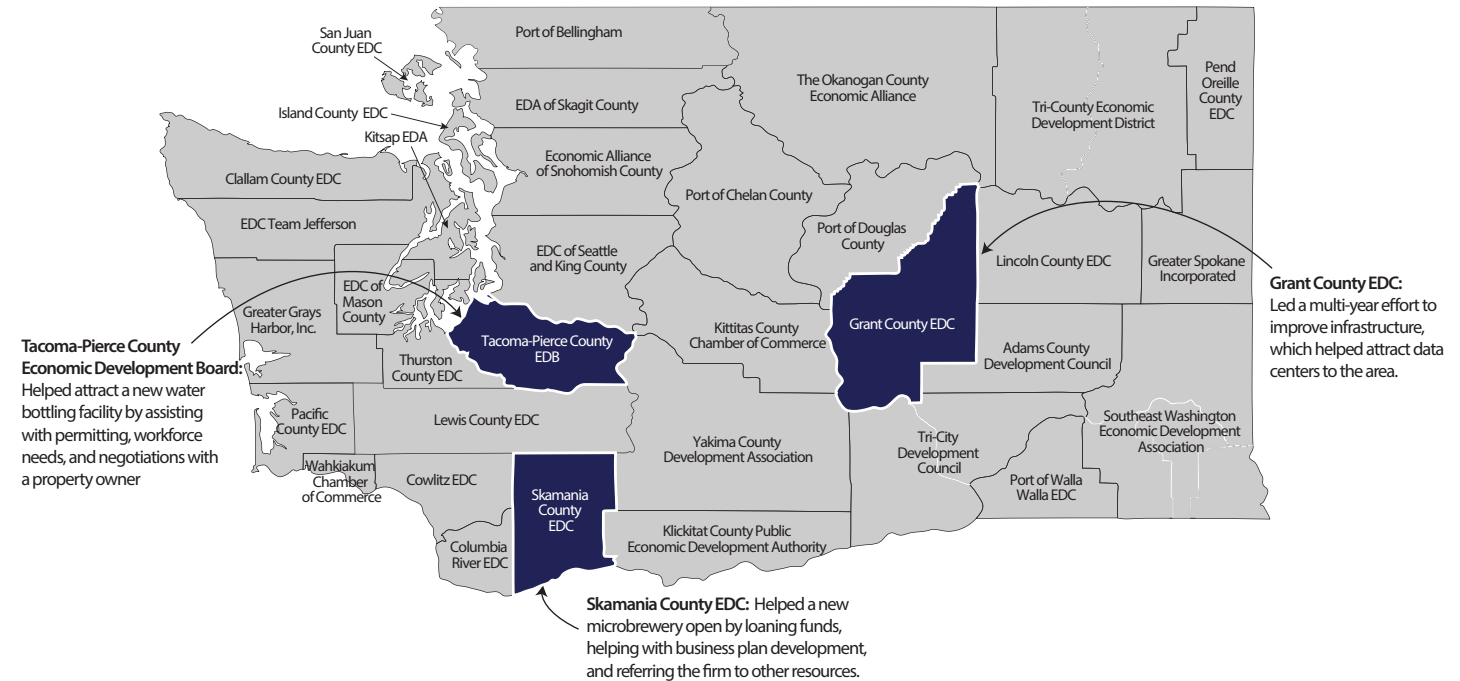 San Juan
County EDC
Port of Bellingham
The Okanogan County
Economic Alliance
Pend
Oreille
County
EDC
Island County EDC
EDA of Skagit County
Tri-County Economic
Development District
Kitsap EDA
Economic Alliance
of Snohomish County
Clallam County EDC
Port of Chelan County
EDC Team Jefferson
Port of Douglas
County
EDC of Seattle
and King County
Lincoln County EDC
Greater Spokane
Incorporated
EDC of
Mason
County
Greater Grays
Harbor, Inc.
Grant County EDC:
Led a multi-year effort to
improve infrastructure,
which helped attract data
centers to the area.
Kittitas County
Chamber of Commerce
Grant County EDC
Tacoma-Pierce County
EDB
Adams County
Development Council
Tacoma-Pierce County
Economic Development Board:
Helped attract a new water
bottling facility by assisting
with permitting, workforce
needs, and negotiations with
a property owner
Thurston
County EDC
Pacific
County EDC
Lewis County EDC
Yakima County
Development Association
Tri-City
Development
Council
Southeast Washington
Economic Development
Association
Wahkiakum
Chamber
of Commerce
Cowlitz EDC
Skamania
County
EDC
Port of Walla
Walla EDC
Columbia
River EDC
Klickitat County Public
Economic Development Authority
Skamania County EDC: Helped a new
microbrewery open by loaning funds,
helping with business plan development,
and referring the firm to other resources.